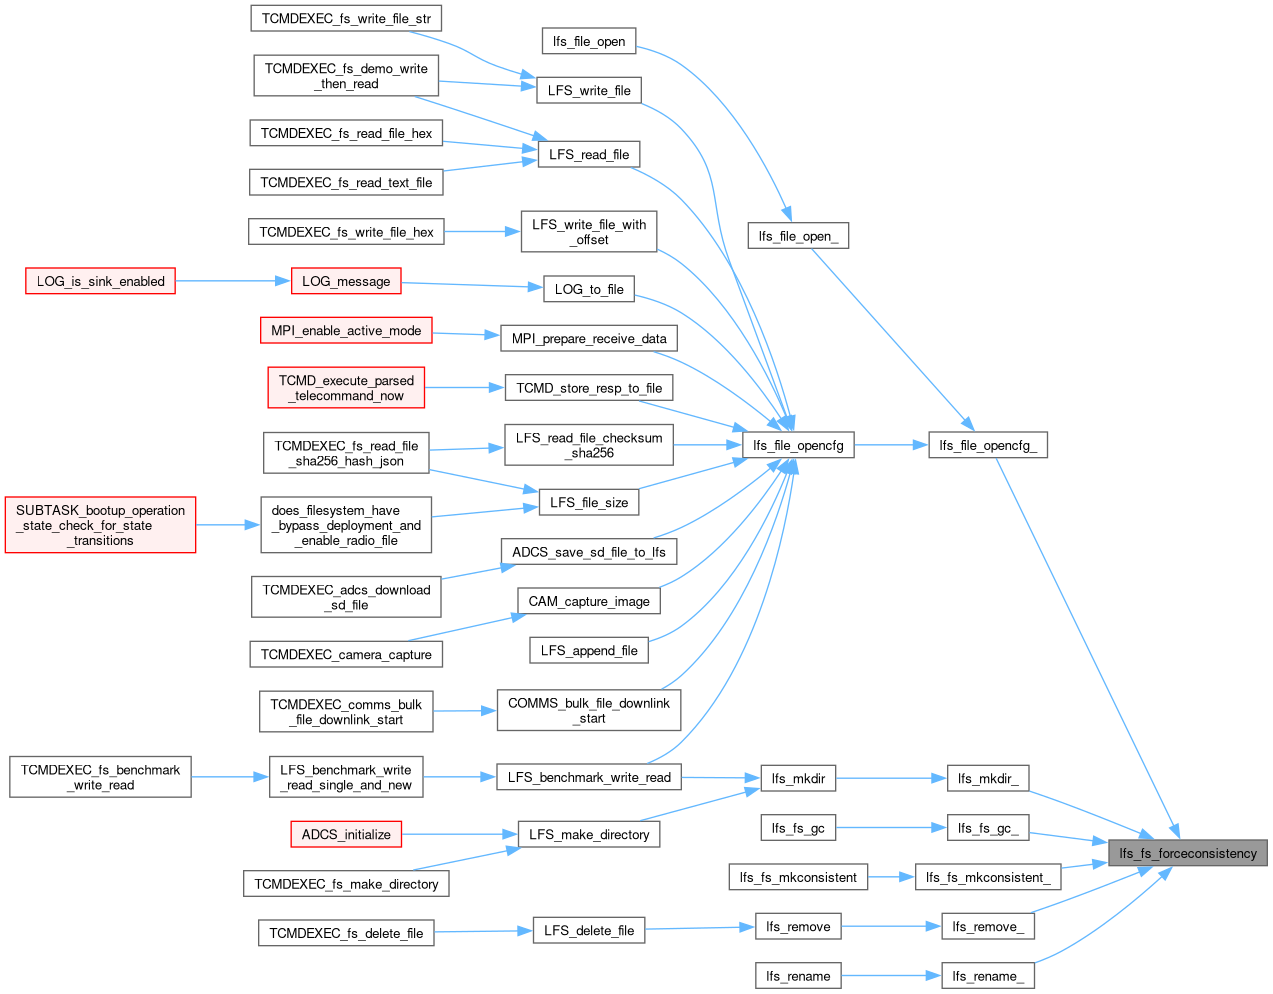 TCMDEXEC_fs_write_file_str
lfs_file_open
TCMDEXEC_fs_demo_write
_then_read
LFS_write_file
TCMDEXEC_fs_read_file_hex
LFS_read_file
TCMDEXEC_fs_read_text_file
TCMDEXEC_fs_write_file_hex
LFS_write_file_with
_offset
lfs_file_open_
LOG_is_sink_enabled
LOG_message
LOG_to_file
MPI_enable_active_mode
MPI_prepare_receive_data
TCMD_execute_parsed
_telecommand_now
TCMD_store_resp_to_file
TCMDEXEC_fs_read_file
_sha256_hash_json
LFS_read_file_checksum
_sha256
lfs_file_opencfg
lfs_file_opencfg_
SUBTASK_bootup_operation
_state_check_for_state
_transitions
does_filesystem_have
_bypass_deployment_and
_enable_radio_file
LFS_file_size
ADCS_save_sd_file_to_lfs
TCMDEXEC_adcs_download
_sd_file
CAM_capture_image
TCMDEXEC_camera_capture
LFS_append_file
TCMDEXEC_comms_bulk
_file_downlink_start
COMMS_bulk_file_downlink
_start
TCMDEXEC_fs_benchmark
_write_read
LFS_benchmark_write
_read_single_and_new
LFS_benchmark_write_read
lfs_mkdir
lfs_mkdir_
ADCS_initialize
LFS_make_directory
lfs_fs_gc
lfs_fs_gc_
lfs_fs_forceconsistency
TCMDEXEC_fs_make_directory
lfs_fs_mkconsistent
lfs_fs_mkconsistent_
TCMDEXEC_fs_delete_file
LFS_delete_file
lfs_remove
lfs_remove_
lfs_rename
lfs_rename_